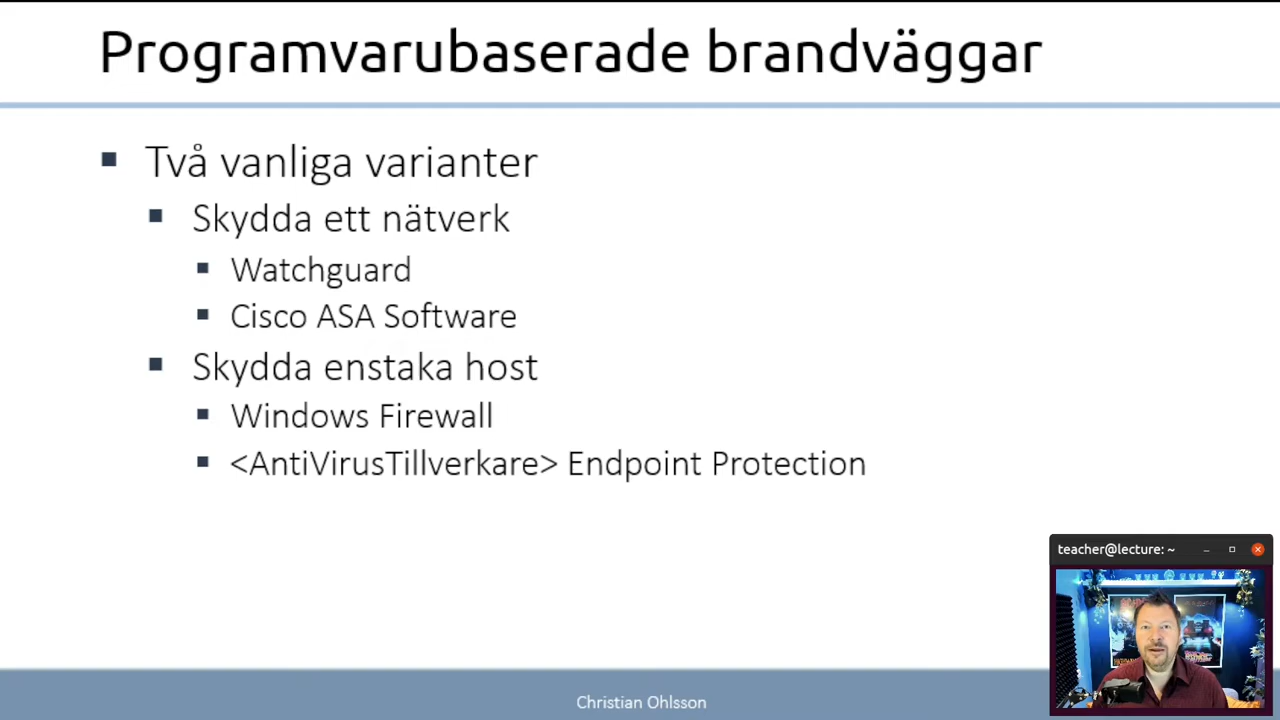 Programvarubaserade brandväggar
Två vanliga varianter
Skydda ett nätverk
Watchguard
Cisco ASA Software
Skydda enstaka host
Windows Firewall
<AntiVirusTillverkare> Endpoint Protection
teacher@lecture: ~
Christian Ohlsson